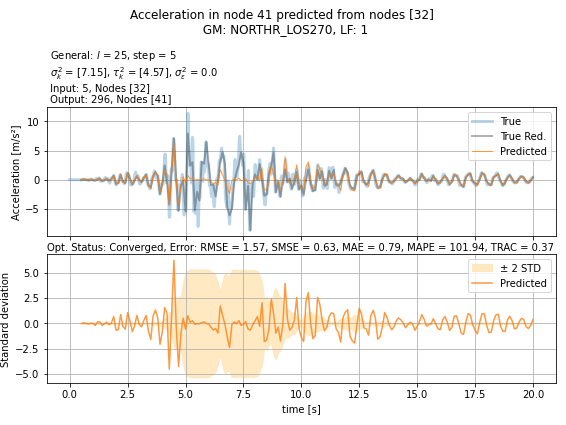 Acceleration in node 41 predicted from nodes [32]
GM: NORTHR_LOS270, LF: 1
General: l = 25, step = 5
σ²ₖ = [7.15], τ²ₖ = [4.57], σ²ε = 0.0
Input: 5, Nodes [32]
Output: 296, Nodes [41]
Acceleration [m/s²]
10
5
0
−5
True
True Red.
Predicted
Opt. Status: Converged, Error: RMSE = 1.57, SMSE = 0.63, MAE = 0.79, MAPE = 101.94, TRAC = 0.37
Standard deviation
5.0
2.5
0.0
−2.5
−5.0
± 2 STD
Predicted
0.0 2.5 5.0 7.5 10.0 12.5 15.0 17.5 20.0
time [s]